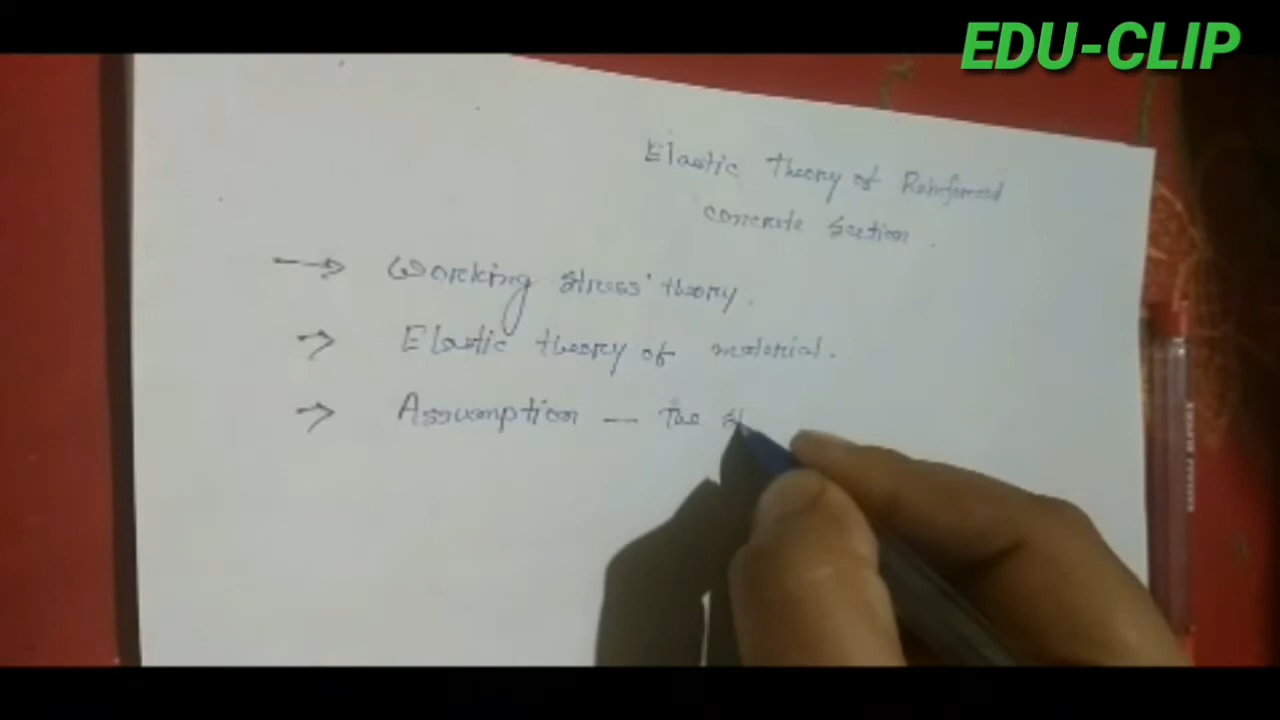 EDU-CLIP
Elastic Theory of Reinforced
concrete section.
→ Working stress theory.
→ Elastic theory of material.
→ Assumption — The